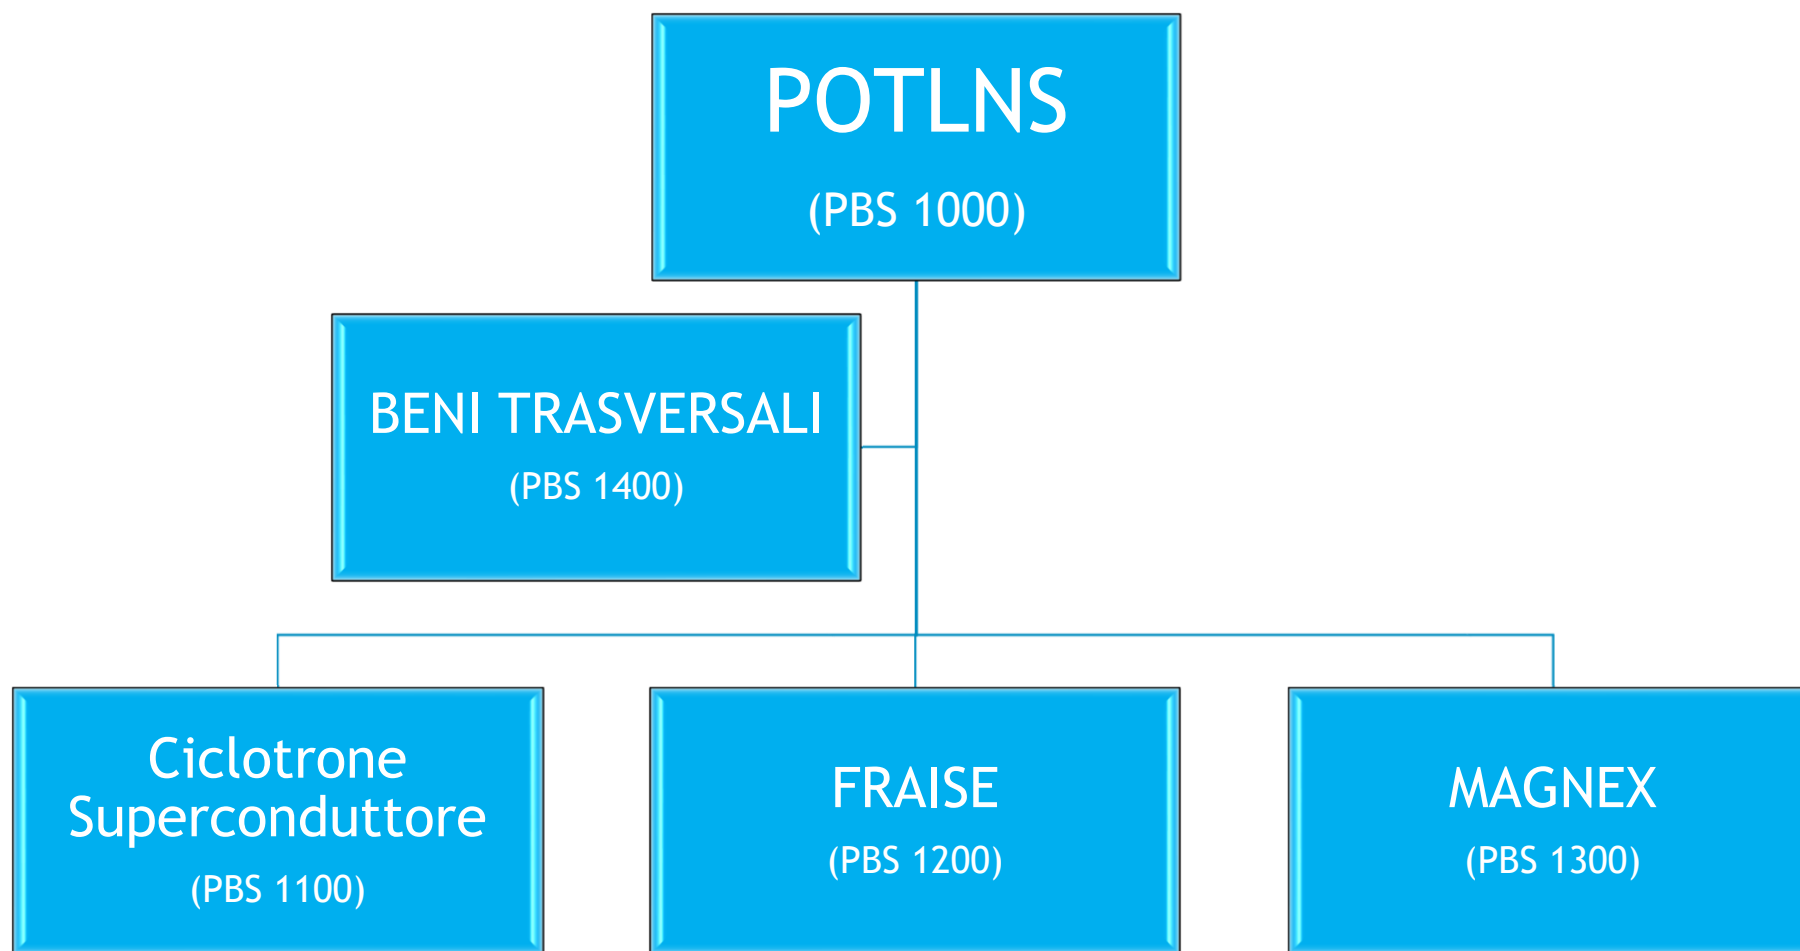 POTLNS
(PBS 1000)
BENI TRASVERSALI
(PBS 1400)
Ciclotrone
Superconduttore
(PBS 1100)
FRAISE
(PBS 1200)
MAGNEX
(PBS 1300)